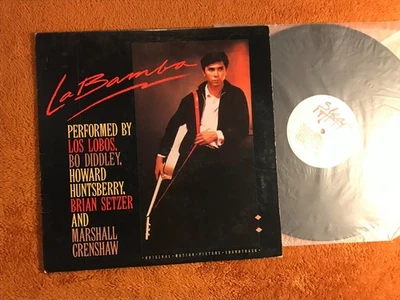 La Bamba
PERFORMED BY
LOS LOBOS,
BO DIDDLEY,
HOWARD
HUNTSBERRY,
BRIAN SETZER
AND
MARSHALL
CRENSHAW
ORIGINAL • MOTION • PICTURE • SOUNDTRACK